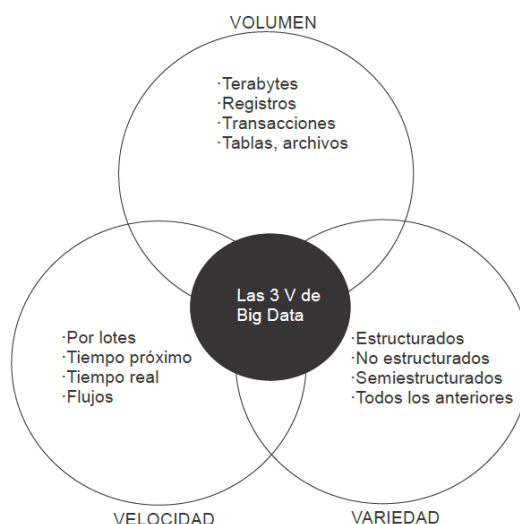 VOLUMEN
·Terabytes
·Registros
·Transacciones
·Tablas, archivos
Las 3 V de
Big Data
·Por lotes
·Tiempo próximo
·Tiempo real
·Flujos
·Estructurados
·No estructurados
·Semiestructurados
·Todos los anteriores
VELOCIDAD
VARIEDAD